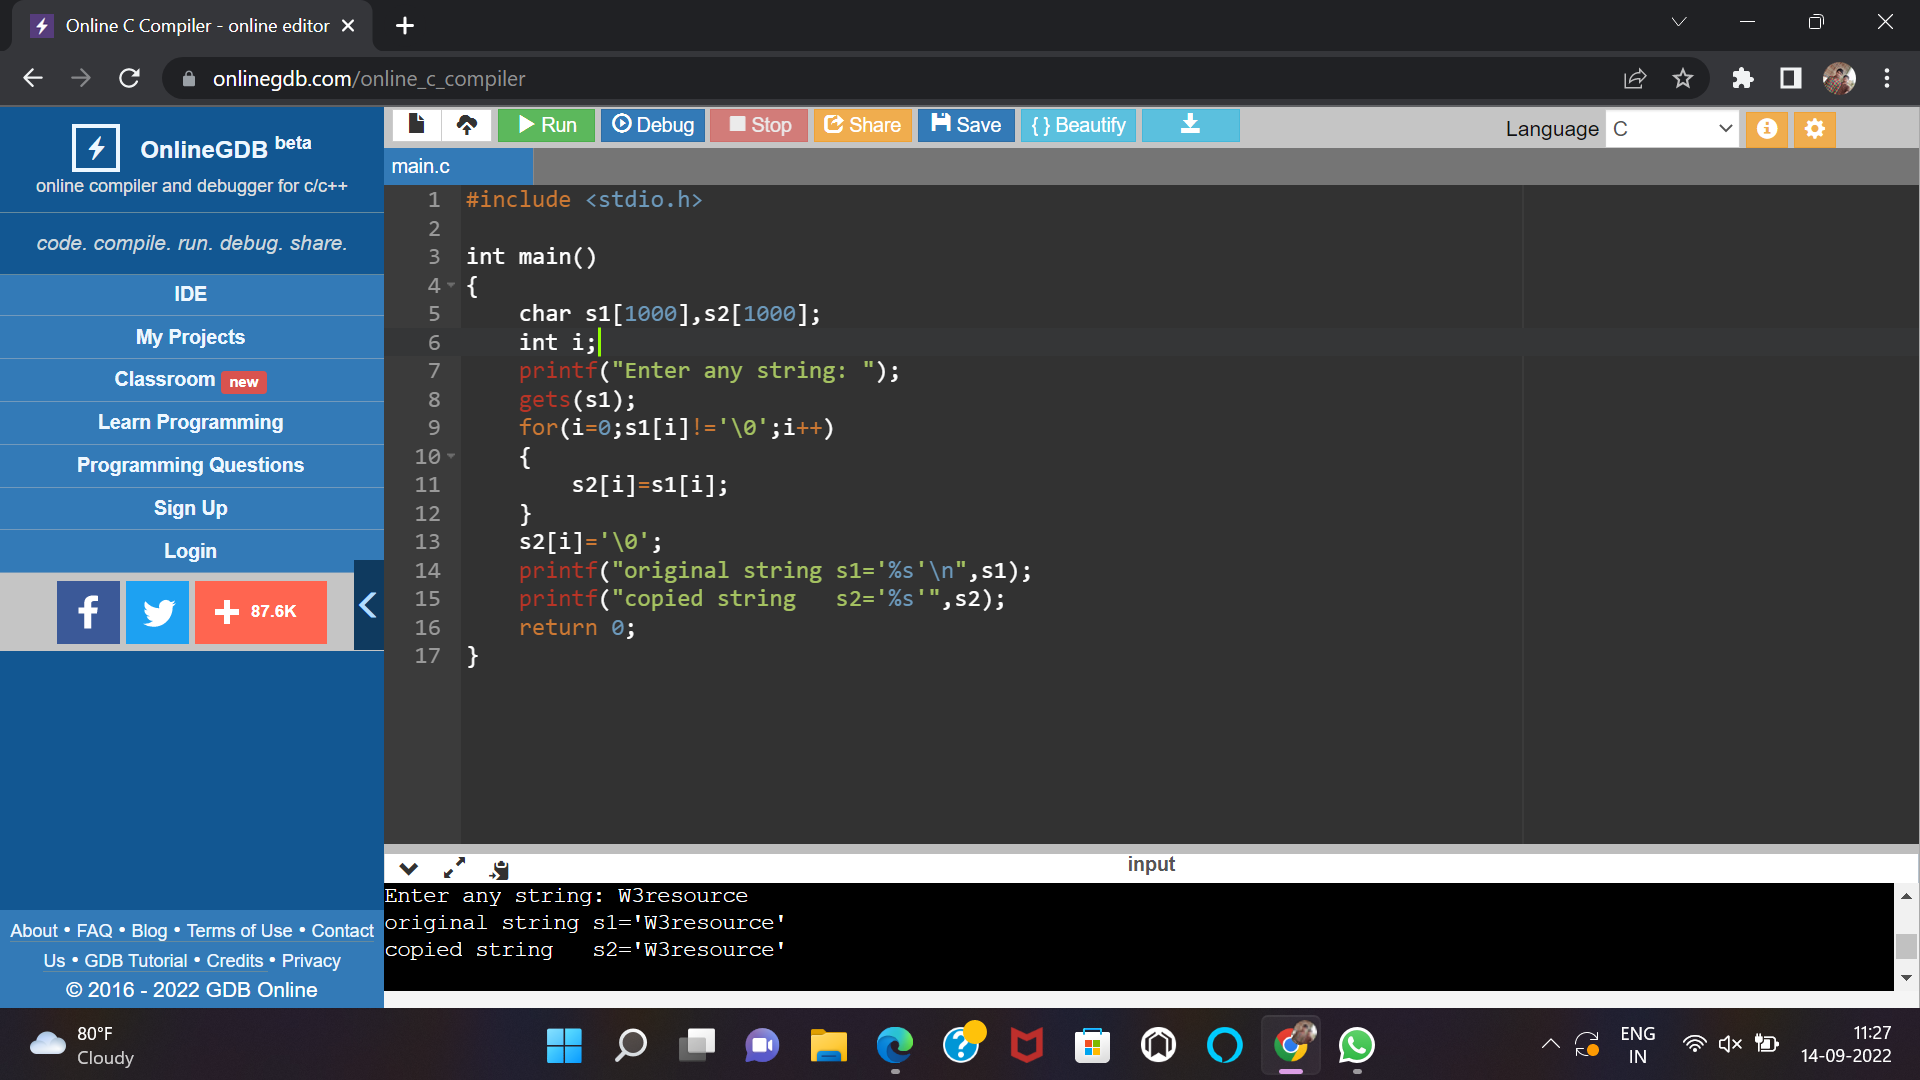 Online C Compiler - online editor
onlinegdb.com/online_c_compiler
OnlineGDB beta
online compiler and debugger for c/c++
code. compile. run. debug. share.
IDE
My Projects
Classroom new
Learn Programming
Programming Questions
Sign Up
Login
f
87.6K
About • FAQ • Blog • Terms of Use • Contact
Us • GDB Tutorial • Credits • Privacy
© 2016 - 2022 GDB Online
Run Debug Stop Share Save { } Beautify
Language C
main.c
1 #include <stdio.h>
2
3 int main()
4 {
5     char s1[1000],s2[1000];
6     int i;
7     printf("Enter any string: ");
8     gets(s1);
9     for(i=0;s1[i]!='\0';i++)
10     {
11         s2[i]=s1[i];
12     }
13     s2[i]='\0';
14     printf("original string s1='%s'\n",s1);
15     printf("copied string   s2='%s'",s2);
16     return 0;
17 }
input
Enter any string: W3resource
original string s1='W3resource'
copied string   s2='W3resource'
80°F
Cloudy
ENG
IN
11:27
14-09-2022